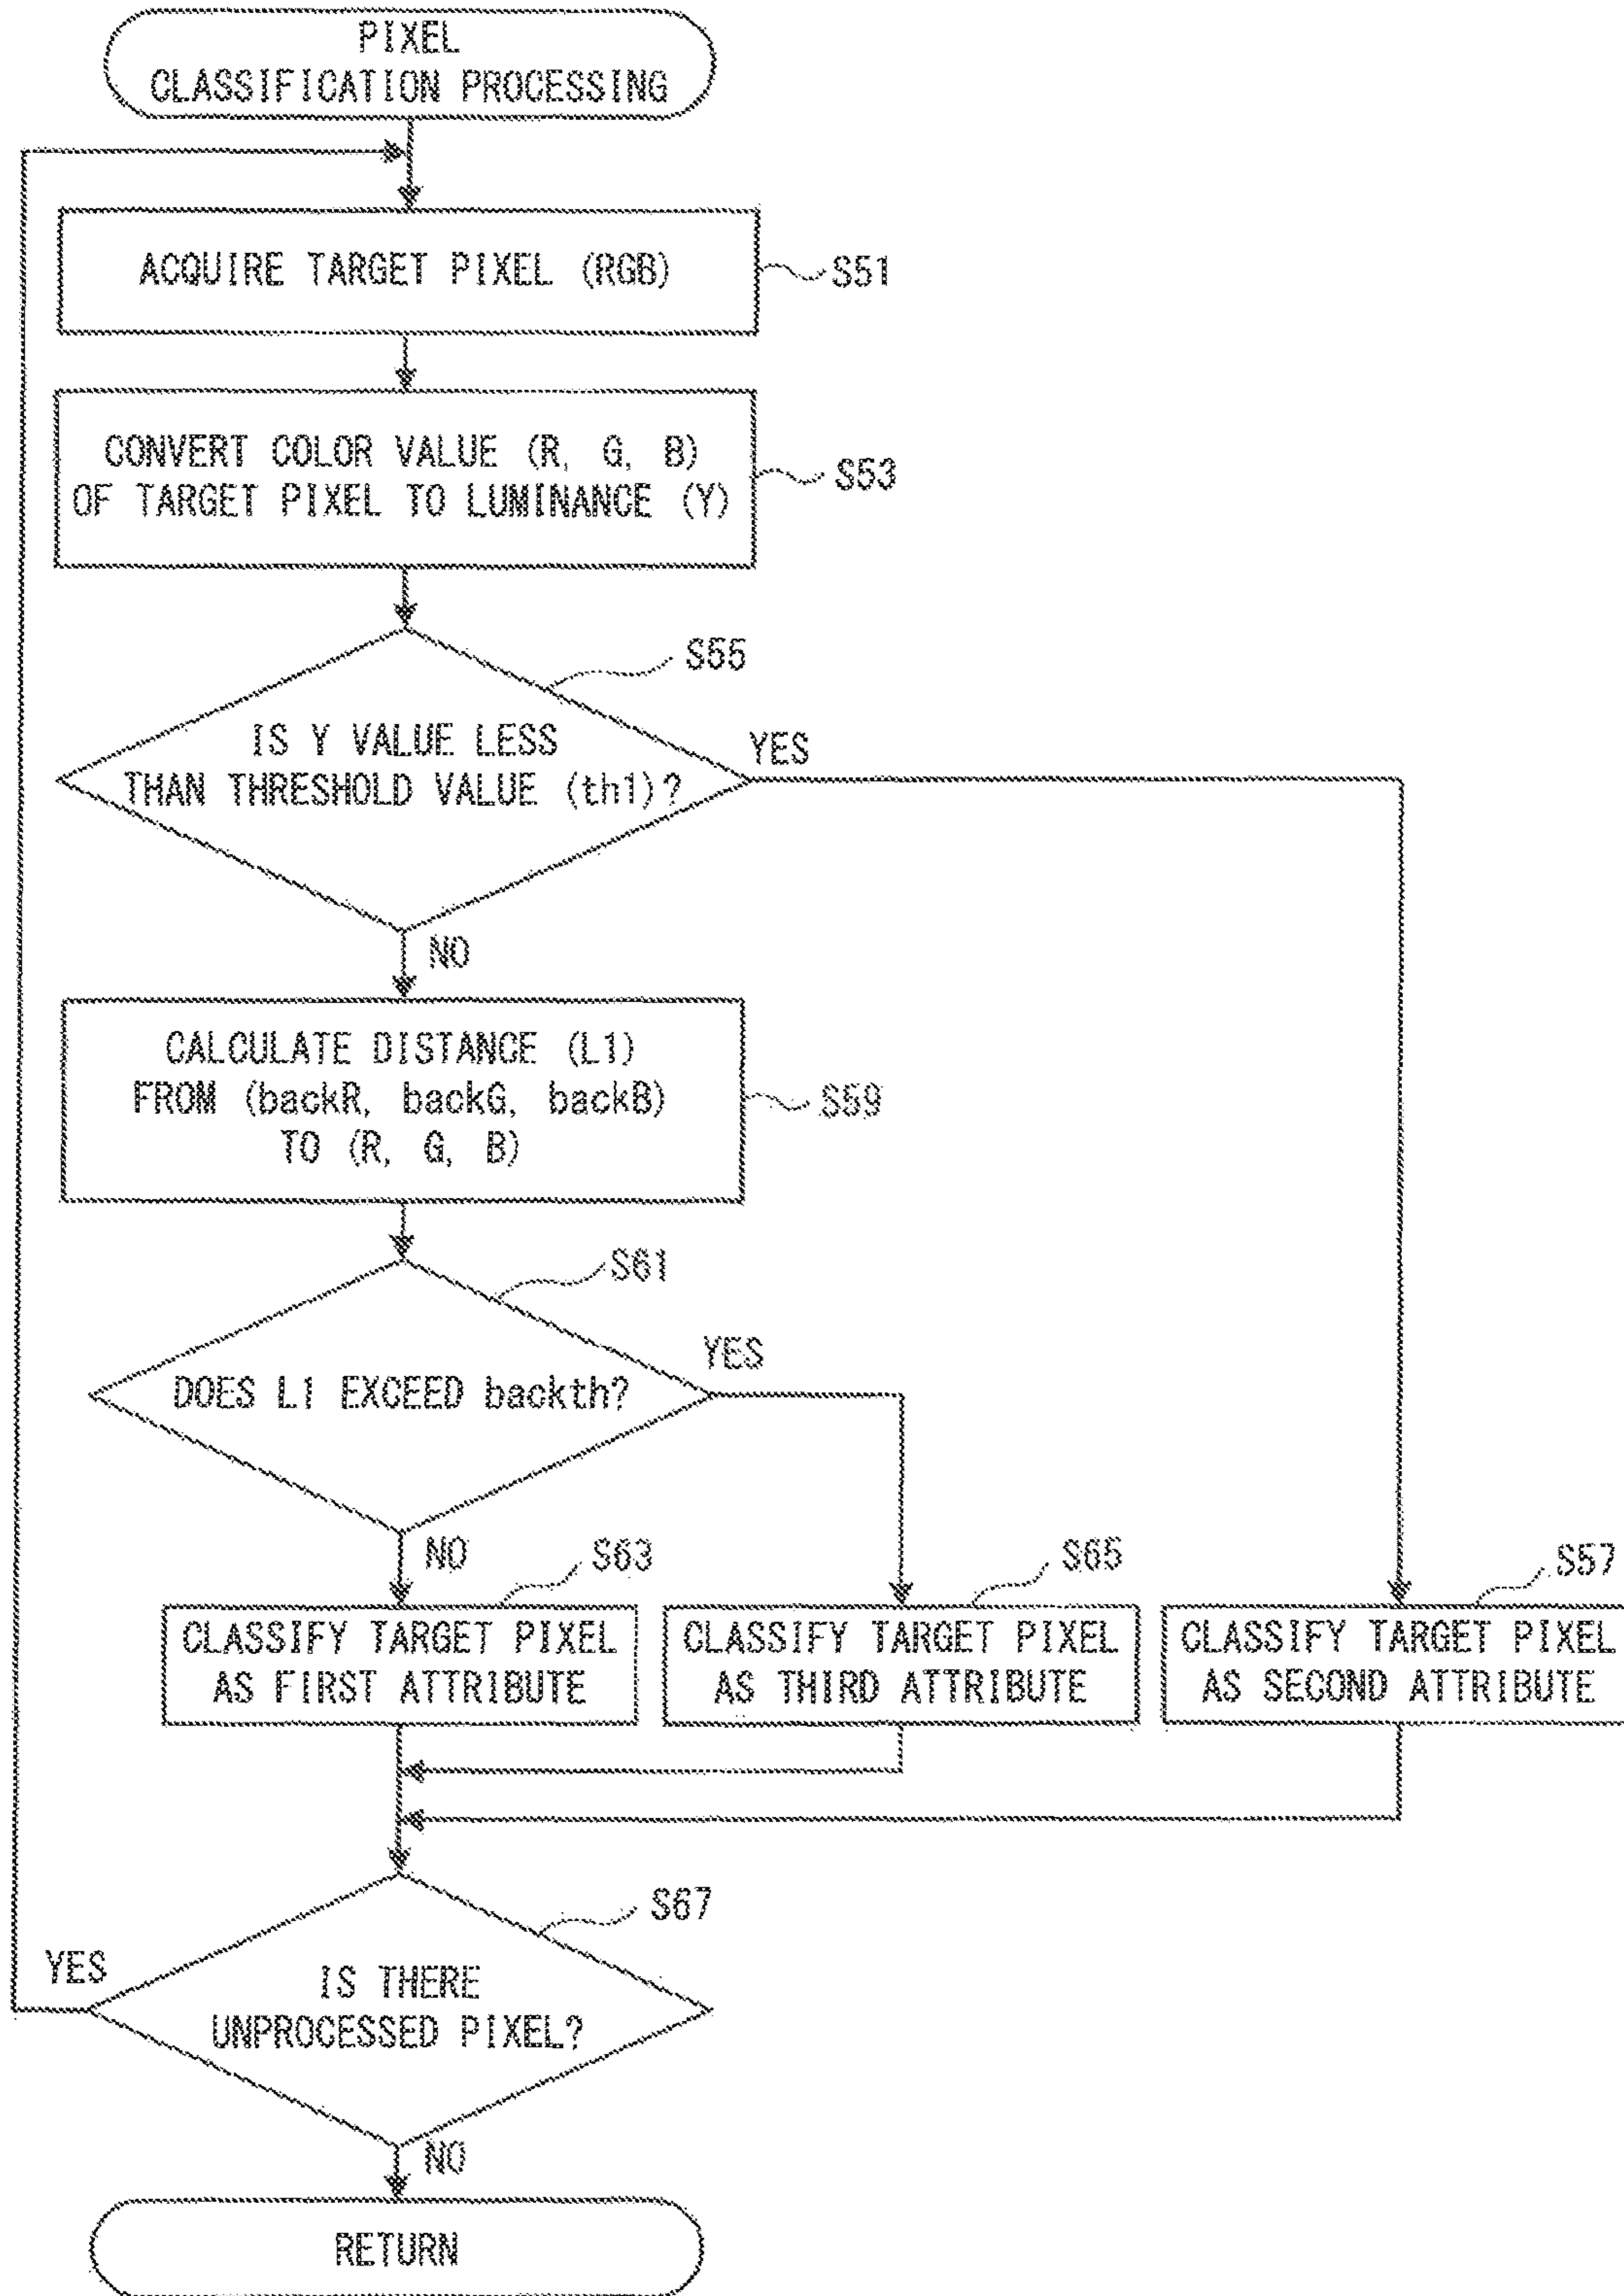 PIXEL
CLASSIFICATION PROCESSING
ACQUIRE TARGET PIXEL (RGB)
S51
CONVERT COLOR VALUE (R, G, B)
OF TARGET PIXEL TO LUMINANCE (Y)
S53
S55
IS Y VALUE LESS
THAN THRESHOLD VALUE (th1)?
YES
NO
CALCULATE DISTANCE (L1)
FROM (backR, backG, backB)
TO (R, G, B)
S59
S61
DOES L1 EXCEED backth?
YES
NO
S63
CLASSIFY TARGET PIXEL
AS FIRST ATTRIBUTE
S65
CLASSIFY TARGET PIXEL
AS THIRD ATTRIBUTE
S57
CLASSIFY TARGET PIXEL
AS SECOND ATTRIBUTE
S67
IS THERE
UNPROCESSED PIXEL?
YES
NO
RETURN